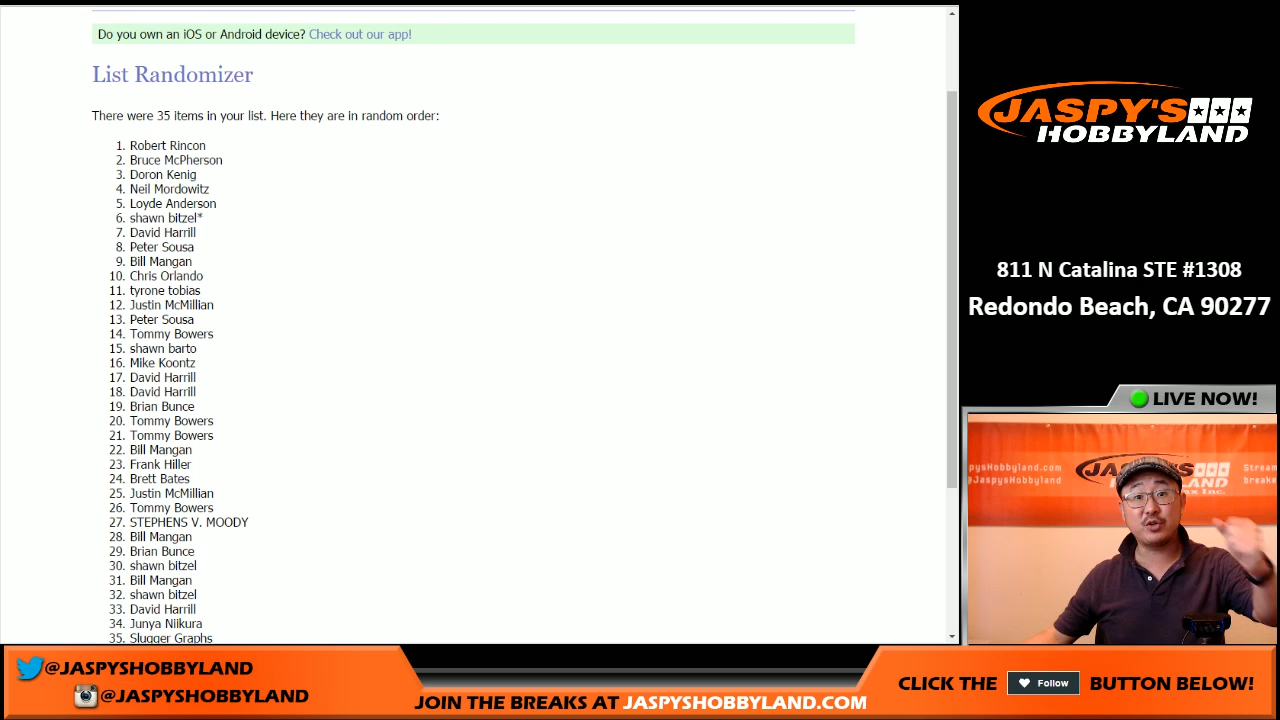 Do you own an iOS or Android device? Check out our app!
List Randomizer
There were 35 items in your list. Here they are in random order:
1. Robert Rincon
2. Bruce McPherson
3. Doron Kenig
4. Neil Mordowitz
5. Loyde Anderson
6. shawn bitzel*
7. David Harrill
8. Peter Sousa
9. Bill Mangan
10. Chris Orlando
11. tyrone tobias
12. Justin McMillian
13. Peter Sousa
14. Tommy Bowers
15. shawn barto
16. Mike Koontz
17. David Harrill
18. David Harrill
19. Brian Bunce
20. Tommy Bowers
21. Tommy Bowers
22. Bill Mangan
23. Frank Hiller
24. Brett Bates
25. Justin McMillian
26. Tommy Bowers
27. STEPHENS V. MOODY
28. Bill Mangan
29. Brian Bunce
30. shawn bitzel
31. Bill Mangan
32. shawn bitzel
33. David Harrill
34. Junya Niikura
35. Slugger Graphs
JASPY'S
HOBBYLAND
811 N Catalina STE #1308
Redondo Beach, CA 90277
LIVE NOW!
pysHobbyland.com
@JaspysHobbyland
Stream
breake
@JASPYSHOBBYLAND
@JASPYSHOBBYLAND
JOIN THE BREAKS AT JASPYSHOBBYLAND.COM
CLICK THE Follow BUTTON BELOW!